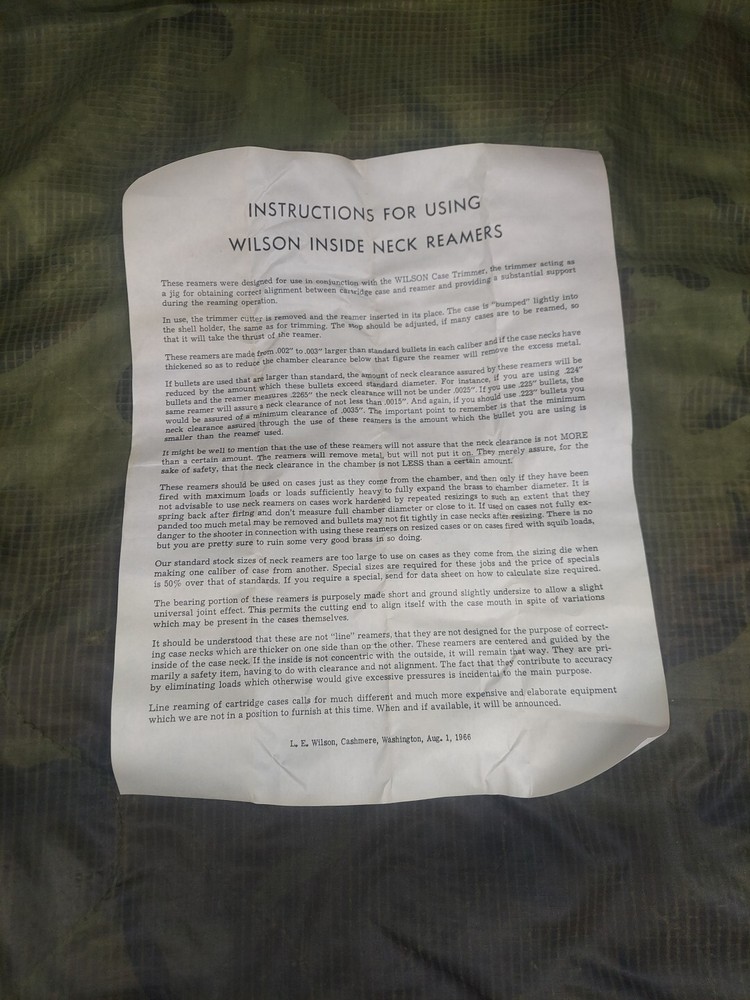 INSTRUCTIONS FOR USING
WILSON INSIDE NECK REAMERS
These reamers were designed for use in conjunction with the WILSON Case Trimmer, the trimmer acting as
a jig for obtaining correct alignment between cartridge case and reamer and providing a substantial support
during the reaming operation.
In use, the trimmer cutter is removed and the reamer inserted in its place. The case is "bumped" lightly into
the shell holder, the same as for trimming. The stop should be adjusted, if many cases are to be reamed, so
that it will take the thrust of the reamer.
These reamers are made from .002" to .003" larger than standard bullets in each caliber and if the case necks have
thickened so as to reduce the chamber clearance below that figure the reamer will remove the excess metal.
If bullets are used that are larger than standard, the amount of neck clearance assured by these reamers will be
reduced by the amount which these bullets exceed standard diameter. For instance, if you are using .224"
bullets and the reamer measures .2265" the neck clearance will not be under .0025". If you use .225" bullets, the
same reamer will assure a neck clearance of not less than .0015". And again, if you should use .223" bullets you
would be assured of a minimum clearance of .0035". The important point to remember is that the minimum
neck clearance assured through the use of these reamers is the amount which the bullet you are using is
smaller than the reamer used.
It might be well to mention that the use of these reamers will not assure that the neck clearance is not MORE
than a certain amount. The reamers will remove metal, but will not put it on. They merely assure, for the
sake of safety, that the neck clearance in the chamber is not LESS than a certain amount.
These reamers should be used on cases just as they come from the chamber, and then only if they have been
fired with maximum loads or loads sufficiently heavy to fully expand the brass to chamber diameter. It is
not advisable to use neck reamers on cases work hardened by repeated resizings to such an extent that they
spring back after firing and don't measure full chamber diameter or close to it. If used on cases not fully ex-
panded too much metal may be removed and bullets may not fit tightly in case necks after resizing. There is no
danger to the shooter in connection with using these reamers on resized cases or on cases fired with squib loads,
but you are pretty sure to ruin some very good brass in so doing.
Our standard stock sizes of neck reamers are too large to use on cases as they come from the sizing die when
making one caliber of case from another. Special sizes are required for these jobs and the price of specials
is 50% over that of standards. If you require a special, send for data sheet on how to calculate size required.
The bearing portion of these reamers is purposely made short and ground slightly undersize to allow a slight
universal joint effect. This permits the cutting end to align itself with the case mouth in spite of variations
which may be present in the cases themselves.
It should be understood that these are not "line" reamers, that they are not designed for the purpose of correct-
ing case necks which are thicker on one side than on the other. These reamers are centered and guided by the
inside of the case neck. If the inside is not concentric with the outside, it will remain that way. They are pri-
marily a safety item, having to do with clearance and not alignment. The fact that they contribute to accuracy
by eliminating loads which otherwise would give excessive pressures is incidental to the main purpose.
Line reaming of cartridge cases calls for much different and much more expensive and elaborate equipment
which we are not in a position to furnish at this time. When and if available, it will be announced.
L. E. Wilson, Cashmere, Washington, Aug. 1, 1966